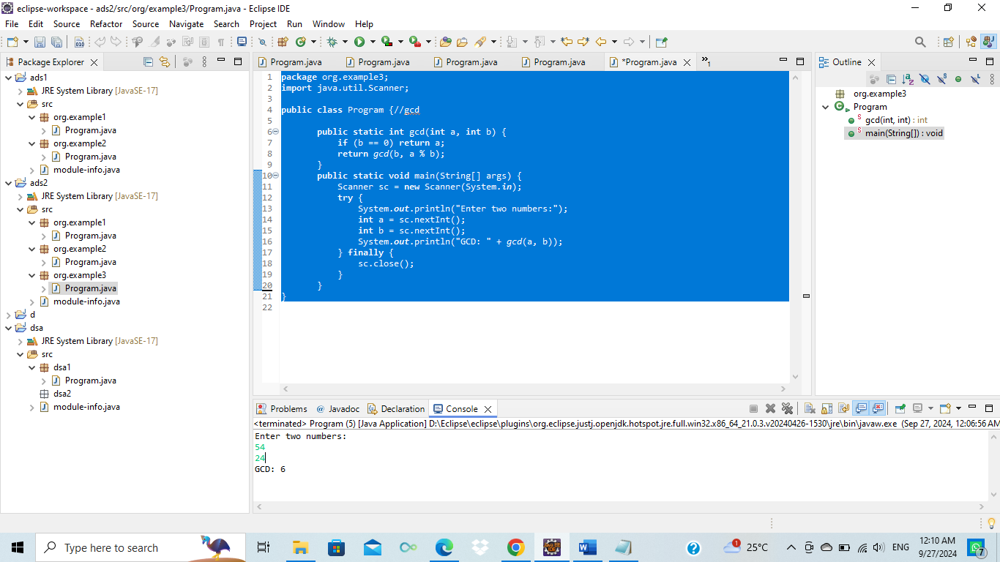 eclipse-workspace - ads2/src/org/example3/Program.java - Eclipse IDE
File Edit Source Refactor Source Navigate Search Project Run Window Help
Package Explorer
ads1
JRE System Library [JavaSE-17]
src
org.example1
Program.java
org.example2
Program.java
module-info.java
ads2
JRE System Library [JavaSE-17]
src
org.example1
Program.java
org.example2
Program.java
org.example3
Program.java
module-info.java
d
dsa
JRE System Library [JavaSE-17]
src
dsa1
Program.java
dsa2
module-info.java
Program.java Program.java Program.java Program.java *Program.java »1
1 package org.example3;
2 import java.util.Scanner;
3
4 public class Program {//gcd
5
6 public static int gcd(int a, int b) {
7 if (b == 0) return a;
8 return gcd(b, a % b);
9 }
10 public static void main(String[] args) {
11 Scanner sc = new Scanner(System.in);
12 try {
13 System.out.println("Enter two numbers:");
14 int a = sc.nextInt();
15 int b = sc.nextInt();
16 System.out.println("GCD: " + gcd(a, b));
17 } finally {
18 sc.close();
19 }
20 }
21 }
22
Outline
org.example3
Program
gcd(int, int) : int
main(String[]) : void
Problems @ Javadoc Declaration Console
<terminated> Program (5) [Java Application] D:\Eclipse\eclipse\plugins\org.eclipse.justj.openjdk.hotspot.jre.full.win32.x86_64_21.0.3.v20240426-1530\jre\bin\javaw.exe (Sep 27, 2024, 12:06:56 AM
Enter two numbers:
54
24
GCD: 6
Type here to search
1 25°C ENG 12:10 AM 7
9/27/2024